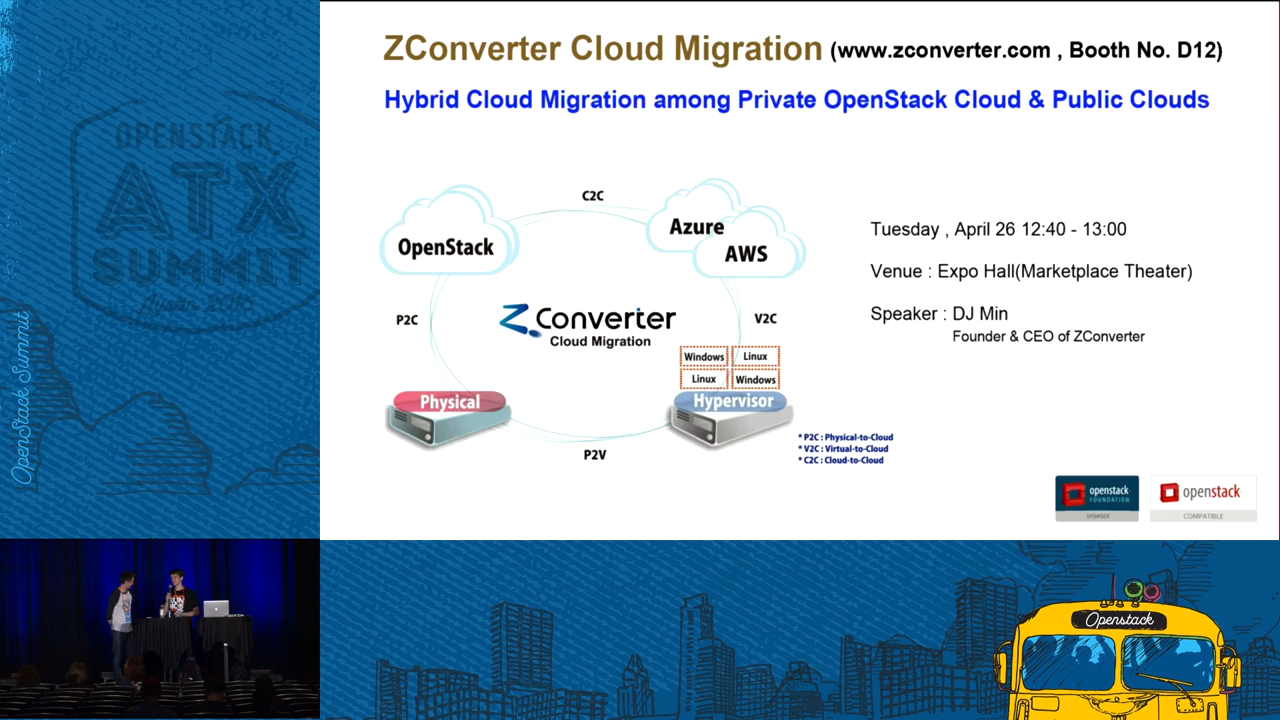 ZConverter Cloud Migration (www.zconverter.com , Booth No. D12)
Hybrid Cloud Migration among Private OpenStack Cloud & Public Clouds
OPENSTACK
ATX
SUMMIT
Austin 2016
OpenStack Summit
C2C
OpenStack
Azure
AWS
P2C
ZConverter
Cloud Migration
V2C
Windows
Linux
Linux
Windows
Physical
Hypervisor
P2V
* P2C : Physical-to-Cloud
* V2C : Virtual-to-Cloud
* C2C : Cloud-to-Cloud
Tuesday , April 26 12:40 - 13:00
Venue : Expo Hall(Marketplace Theater)
Speaker : DJ Min
Founder & CEO of ZConverter
openstack
FOUNDATION
SPONSOR
openstack
COMPATIBLE
Openstack